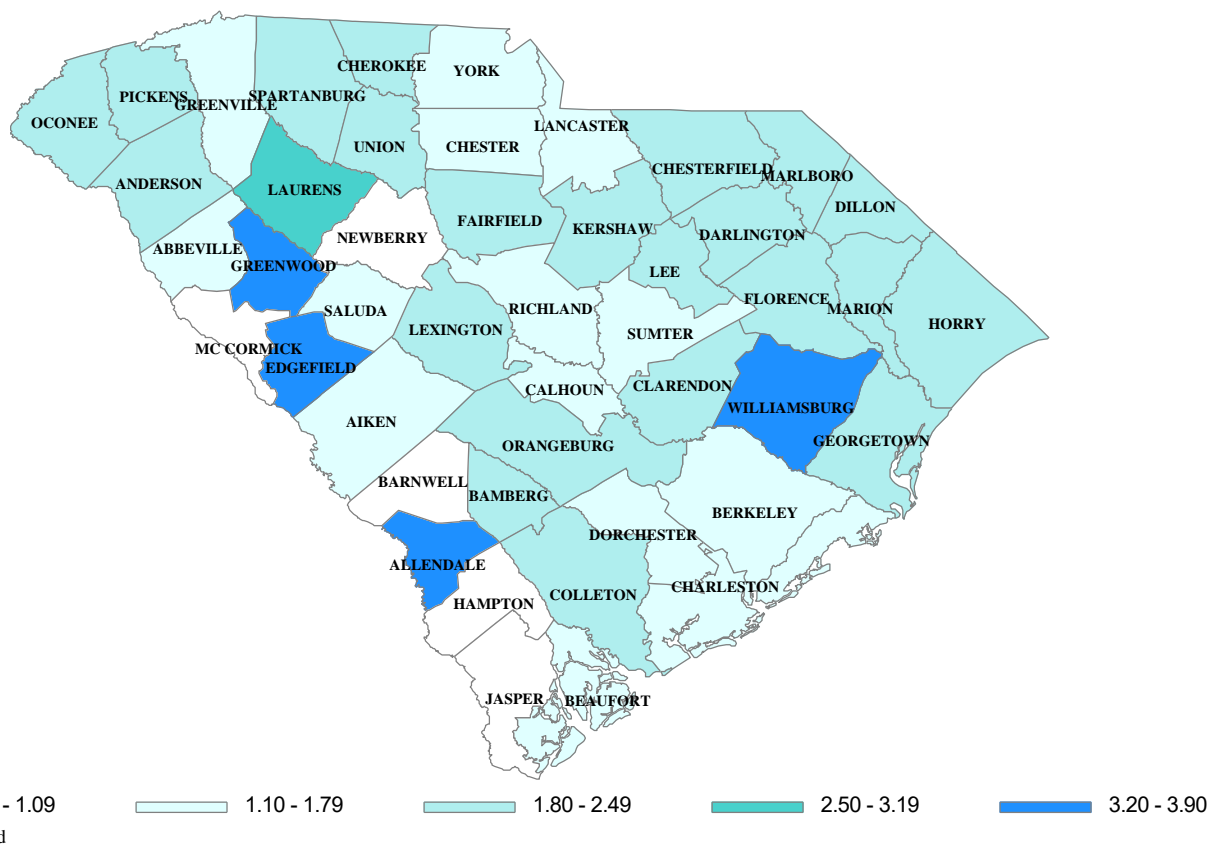 CHEROKEE
YORK
PICKENS
SPARTANBURG
GREENVILLE
OCONEE
LANCASTER
UNION
CHESTER
CHESTERFIELD
MARLBORO
ANDERSON
LAURENS
DILLON
FAIRFIELD
KERSHAW
DARLINGTON
NEWBERRY
ABBEVILLE
GREENWOOD
LEE
FLORENCE
MARION
SALUDA
RICHLAND
HORRY
LEXINGTON
SUMTER
MC CORMICK
EDGEFIELD
CALHOUN
CLARENDON
WILLIAMSBURG
AIKEN
GEORGETOWN
ORANGEBURG
BARNWELL
BAMBERG
BERKELEY
DORCHESTER
ALLENDALE
CHARLESTON
COLLETON
HAMPTON
JASPER
BEAUFORT
- 1.09 1.10 - 1.79 1.80 - 2.49 2.50 - 3.19 3.20 - 3.90